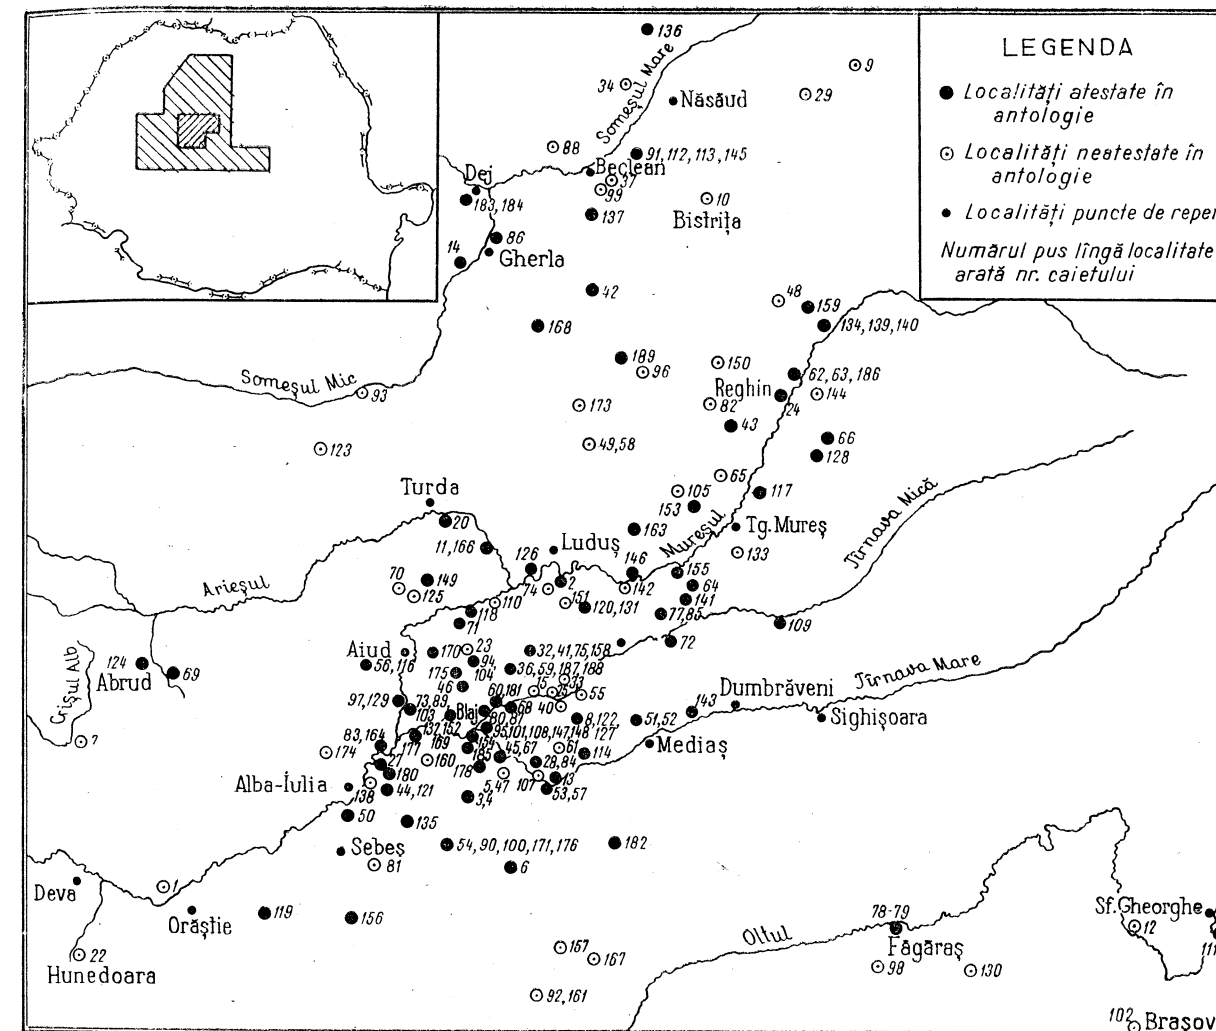 LEGENDA
Localități atestate în
antologie
Localități neatestate în
antologie
Localități puncte de reper
Numărul pus lîngă localitate
arată nr. caietului
136
9
34
29
Someșul Mare
Năsăud
88
91, 112, 113, 145
Beclean
37
99
Dej
183, 184
10
Bistrița
137
86
14
Gherla
42
48
159
168
134, 139, 140
189
96
150
Someșul Mic
93
62, 63, 186
Reghin
144
24
173
82
43
123
49, 58
66
128
65
Turda
105
117
20
153
Tg. Mureș
Mureșul
Tîrnava Mică
163
11, 166
126
Luduș
146
133
Arieșul
70
149
125
74
2
142
155
110
151
64
118
120, 131
141
77, 85
71
109
Aiud
170
23
32, 41, 75, 158
72
124
Abrud
69
56, 116
94,
104
36, 59, 187, 188
175
46
15
33
55
Crișul Alb
Tîrnava Mare
97, 129
73, 89
103
60, 181
68
40
143
Dumbrăveni
Sighișoara
Blaj
80, 87
8, 122,
148, 127
51, 52
132, 152
95, 101, 108, 147,
Mediaș
7
83, 164
177
169
154
45, 67
61
114
174
160
185
28, 84
27
180
178
Alba-Iulia
138
44, 121
5, 47
107
13
3, 4
53, 57
50
135
Sebeș
81
54, 90, 100, 171, 176
182
6
Deva
1
Orăștie
119
156
22
Hunedoara
157
167
92, 161
Oltul
78-79
Făgăraș
98
130
Sf. Gheorghe
12
111
102
Brașov